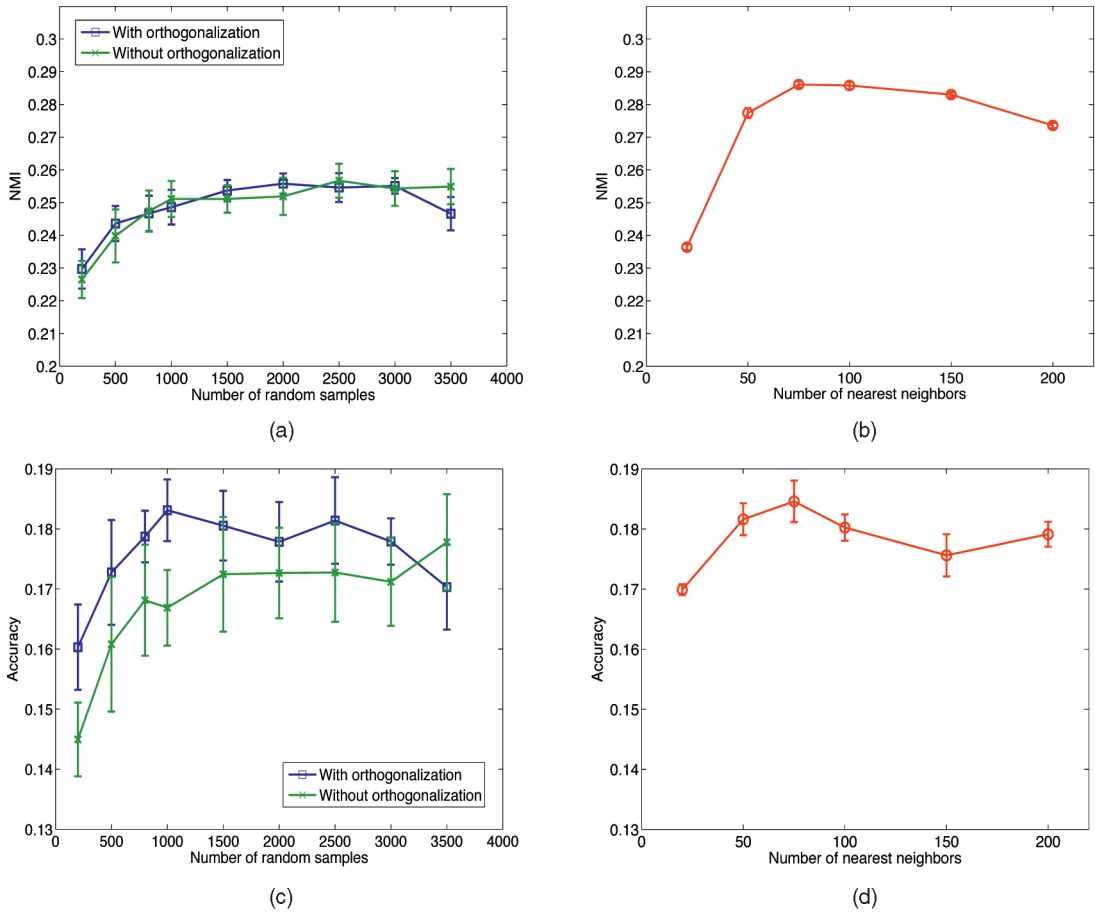 With orthogonalization
Without orthogonalization
0.3
0.29
0.28
0.27
0.26
0.25
0.24
0.23
0.22
0.21
0.2
NMI
0 500 1000 1500 2000 2500 3000 3500 4000
Number of random samples
(a)
0.3
0.29
0.28
0.27
0.26
0.25
0.24
0.23
0.22
0.21
0.2
NMI
0 50 100 150 200
Number of nearest neighbors
(b)
0.19
0.18
0.17
0.16
0.15
0.14
0.13
Accuracy
With orthogonalization
Without orthogonalization
0 500 1000 1500 2000 2500 3000 3500 4000
Number of random samples
(c)
0.19
0.18
0.17
0.16
0.15
0.14
0.13
Accuracy
0 50 100 150 200
Number of nearest neighbors
(d)